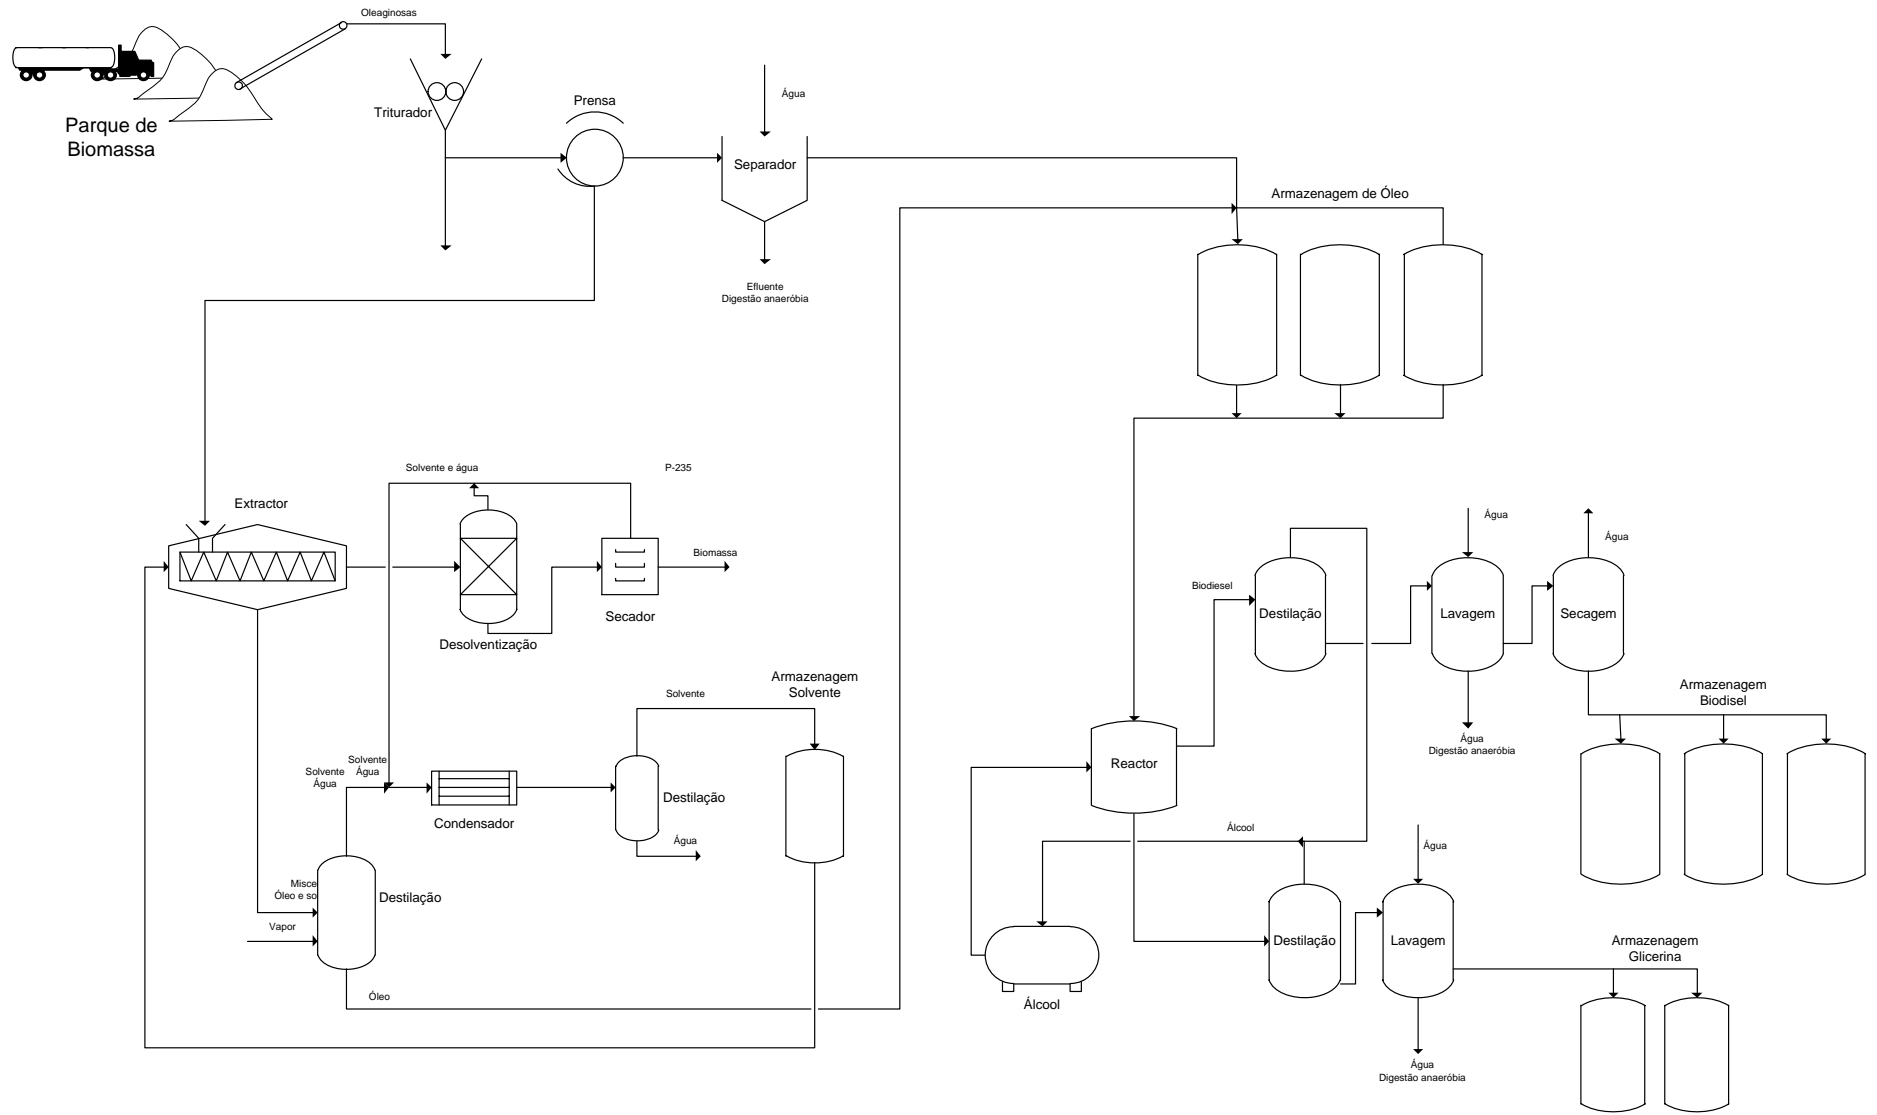 Oleaginosas
Parque de
Biomassa
Triturador
Prensa
Água
Separador
Efluente
Digestão anaeróbia
Armazenagem de Óleo
Solvente e água
P-235
Extractor
Biomassa
Secador
Desolventização
Armazenagem
Solvente
Solvente
Solvente
Água
Solvente
Água
Condensador
Destilação
Água
Misce
Óleo e so
Destilação
Vapor
Óleo
Biodiesel
Destilação
Água
Lavagem
Água
Secagem
Água
Digestão anaeróbia
Armazenagem
Biodisel
Reactor
Álcool
Álcool
Destilação
Água
Lavagem
Água
Digestão anaeróbia
Armazenagem
Glicerina